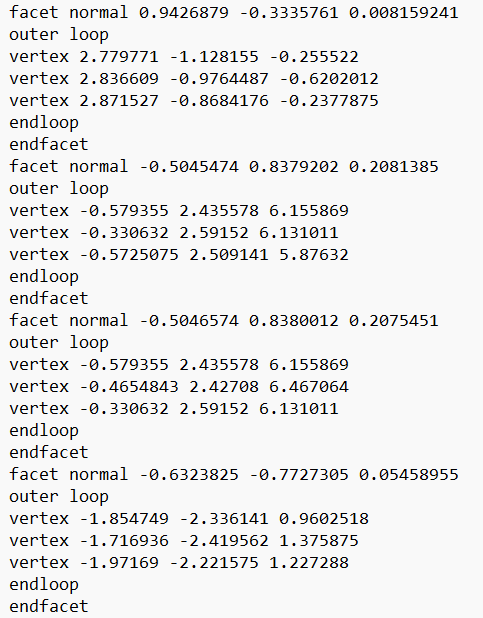 facet normal 0.9426879 -0.3335761 0.008159241
outer loop
vertex 2.779771 -1.128155 -0.255522
vertex 2.836609 -0.9764487 -0.6202012
vertex 2.871527 -0.8684176 -0.2377875
endloop
endfacet
facet normal -0.5045474 0.8379202 0.2081385
outer loop
vertex -0.579355 2.435578 6.155869
vertex -0.330632 2.59152 6.131011
vertex -0.5725075 2.509141 5.87632
endloop
endfacet
facet normal -0.5046574 0.8380012 0.2075451
outer loop
vertex -0.579355 2.435578 6.155869
vertex -0.4654843 2.42708 6.467064
vertex -0.330632 2.59152 6.131011
endloop
endfacet
facet normal -0.6323825 -0.7727305 0.05458955
outer loop
vertex -1.854749 -2.336141 0.9602518
vertex -1.716936 -2.419562 1.375875
vertex -1.97169 -2.221575 1.227288
endloop
endfacet